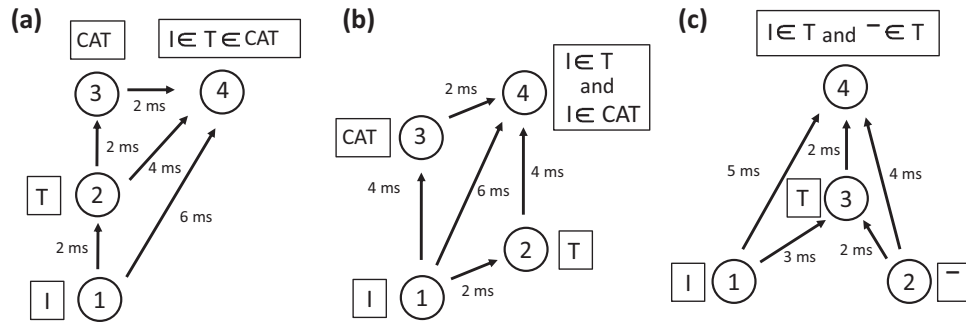 (a)
CAT
I ∈ T ∈ CAT
3
4
2 ms
2 ms
4 ms
T
2
6 ms
2 ms
I
1
(b)
I ∈ T
and
I ∈ CAT
2 ms
4
CAT
3
4 ms
6 ms
4 ms
2
T
I
1
2 ms
(c)
I ∈ T and ¯ ∈ T
4
5 ms
2 ms
4 ms
T
3
I
1
3 ms
2 ms
2
¯